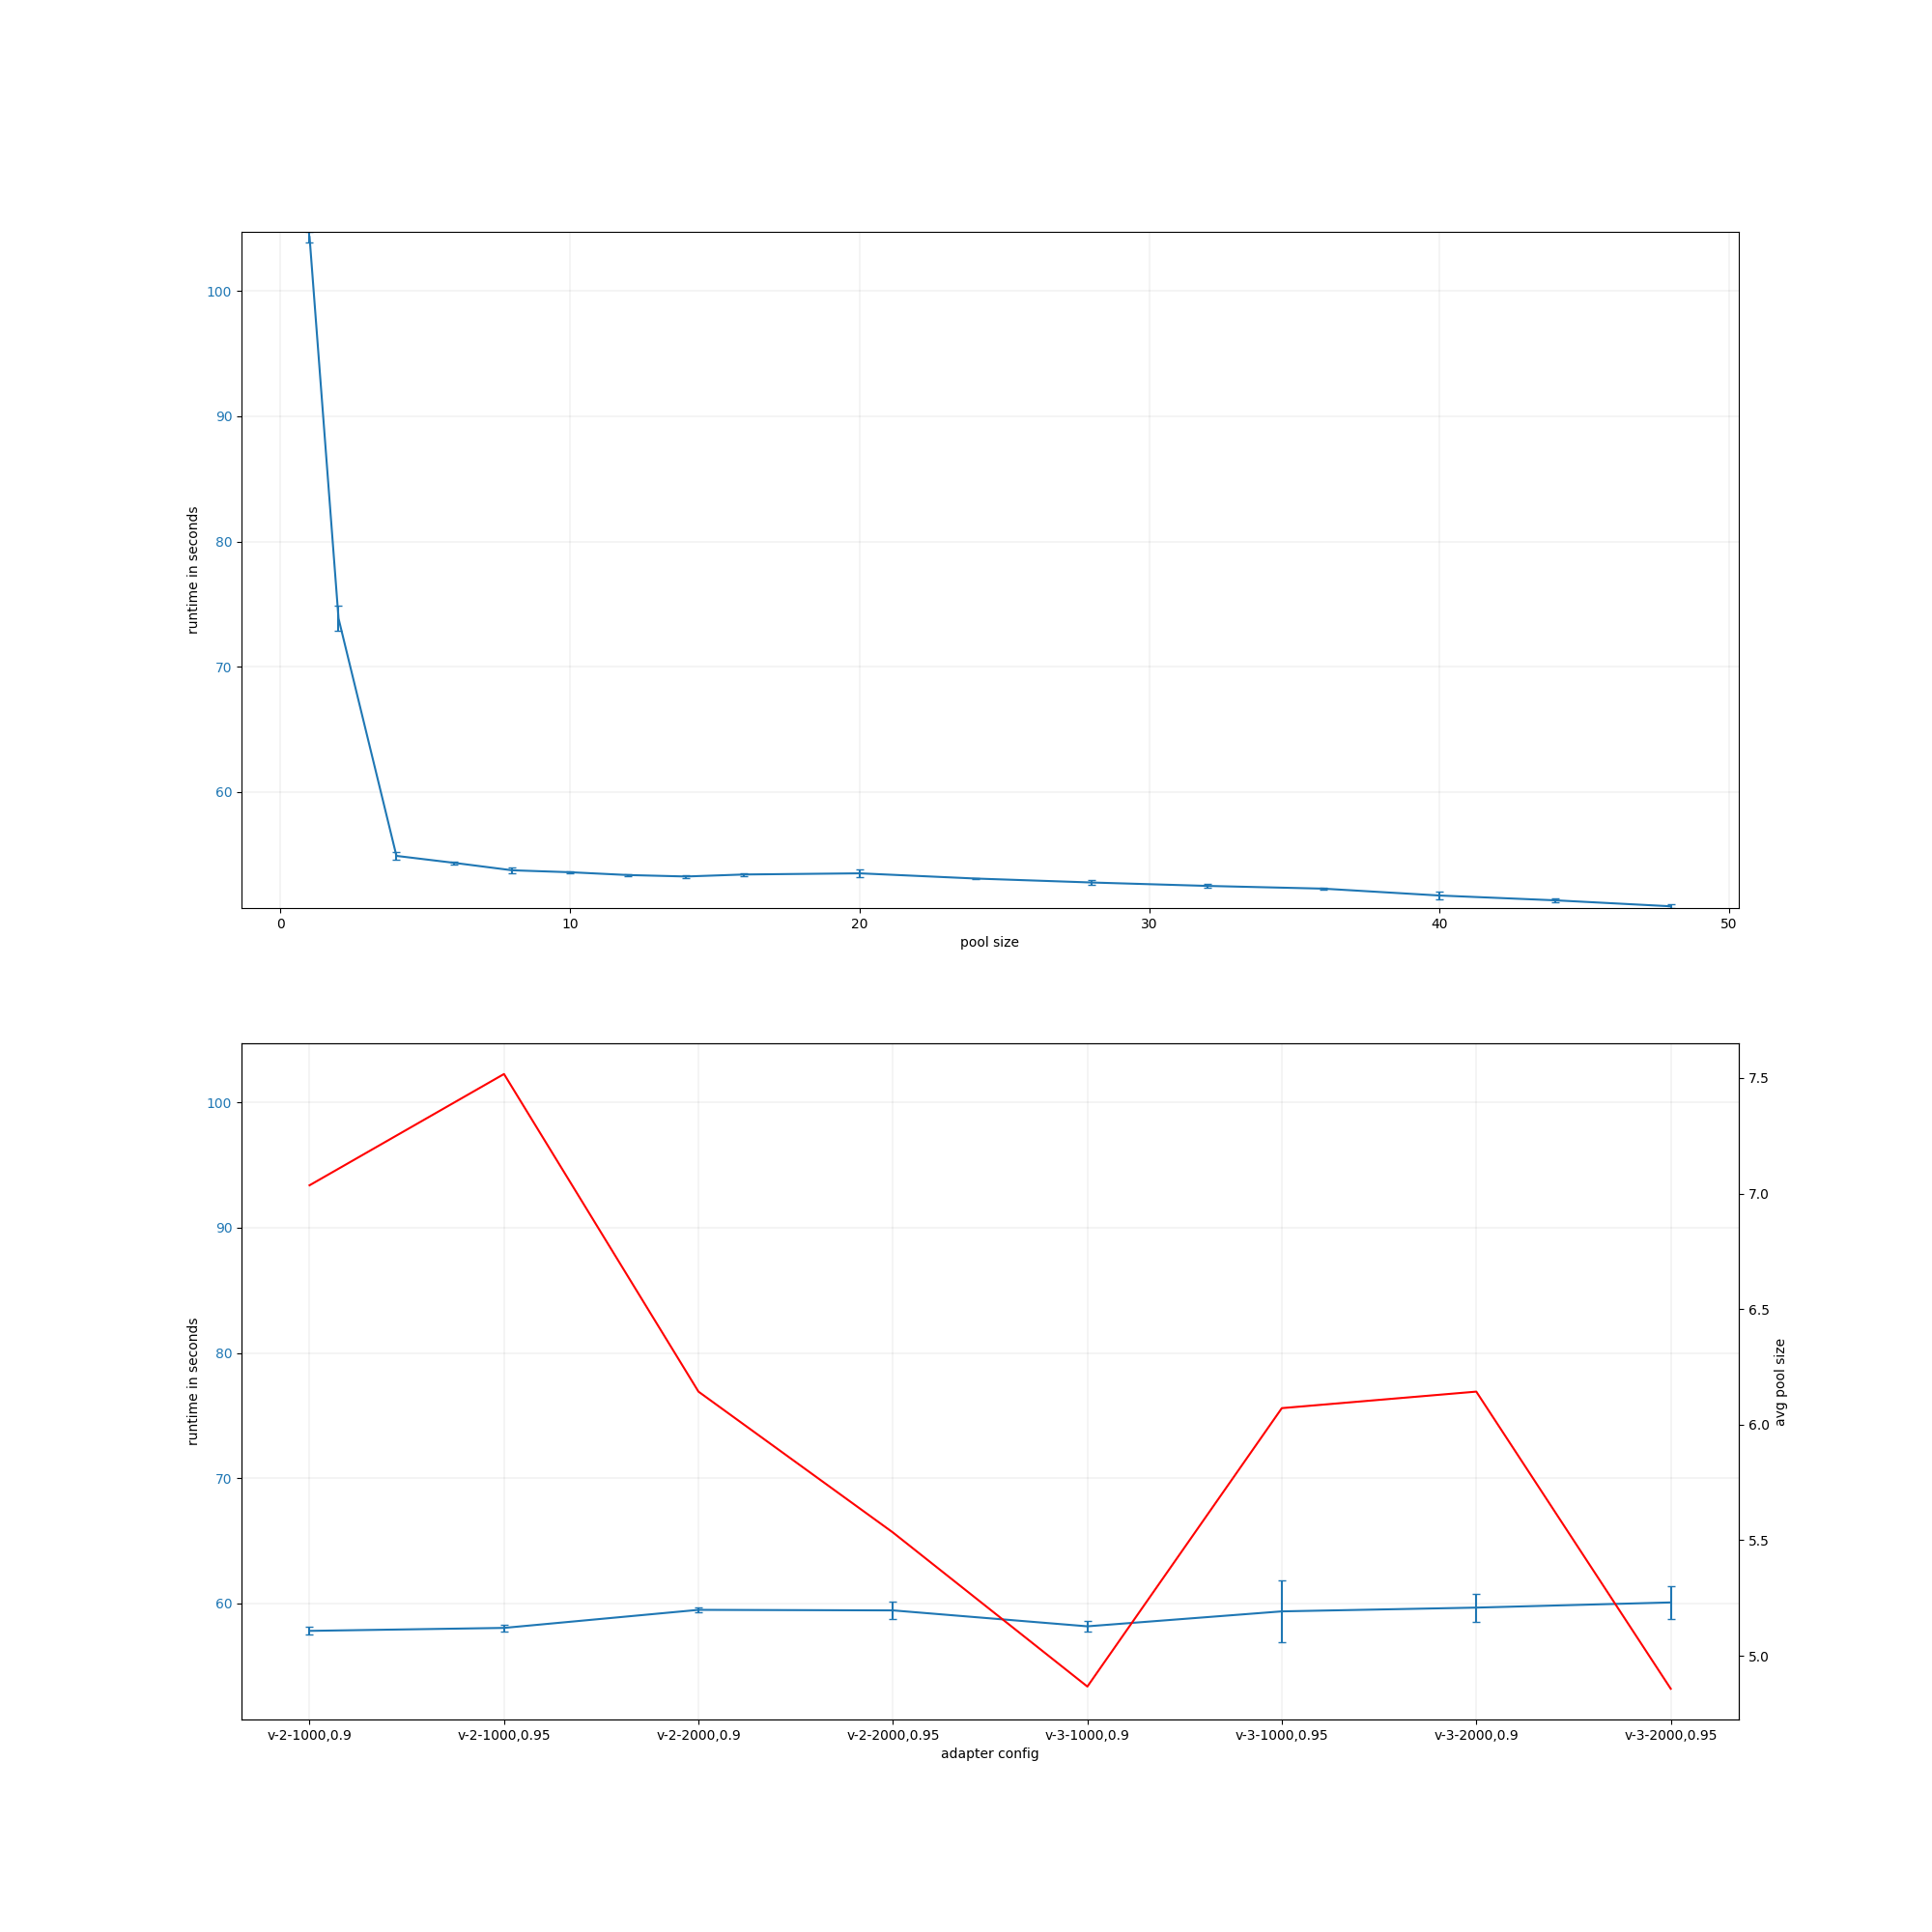 100
90
80
70
60
runtime in seconds
0 10 20 30 40 50
pool size
100
90
80
70
60
runtime in seconds
7.5
7.0
6.5
6.0
5.5
5.0
avg pool size
v-2-1000,0.9 v-2-1000,0.95 v-2-2000,0.9 v-2-2000,0.95 v-3-1000,0.9 v-3-1000,0.95 v-3-2000,0.9 v-3-2000,0.95
adapter config